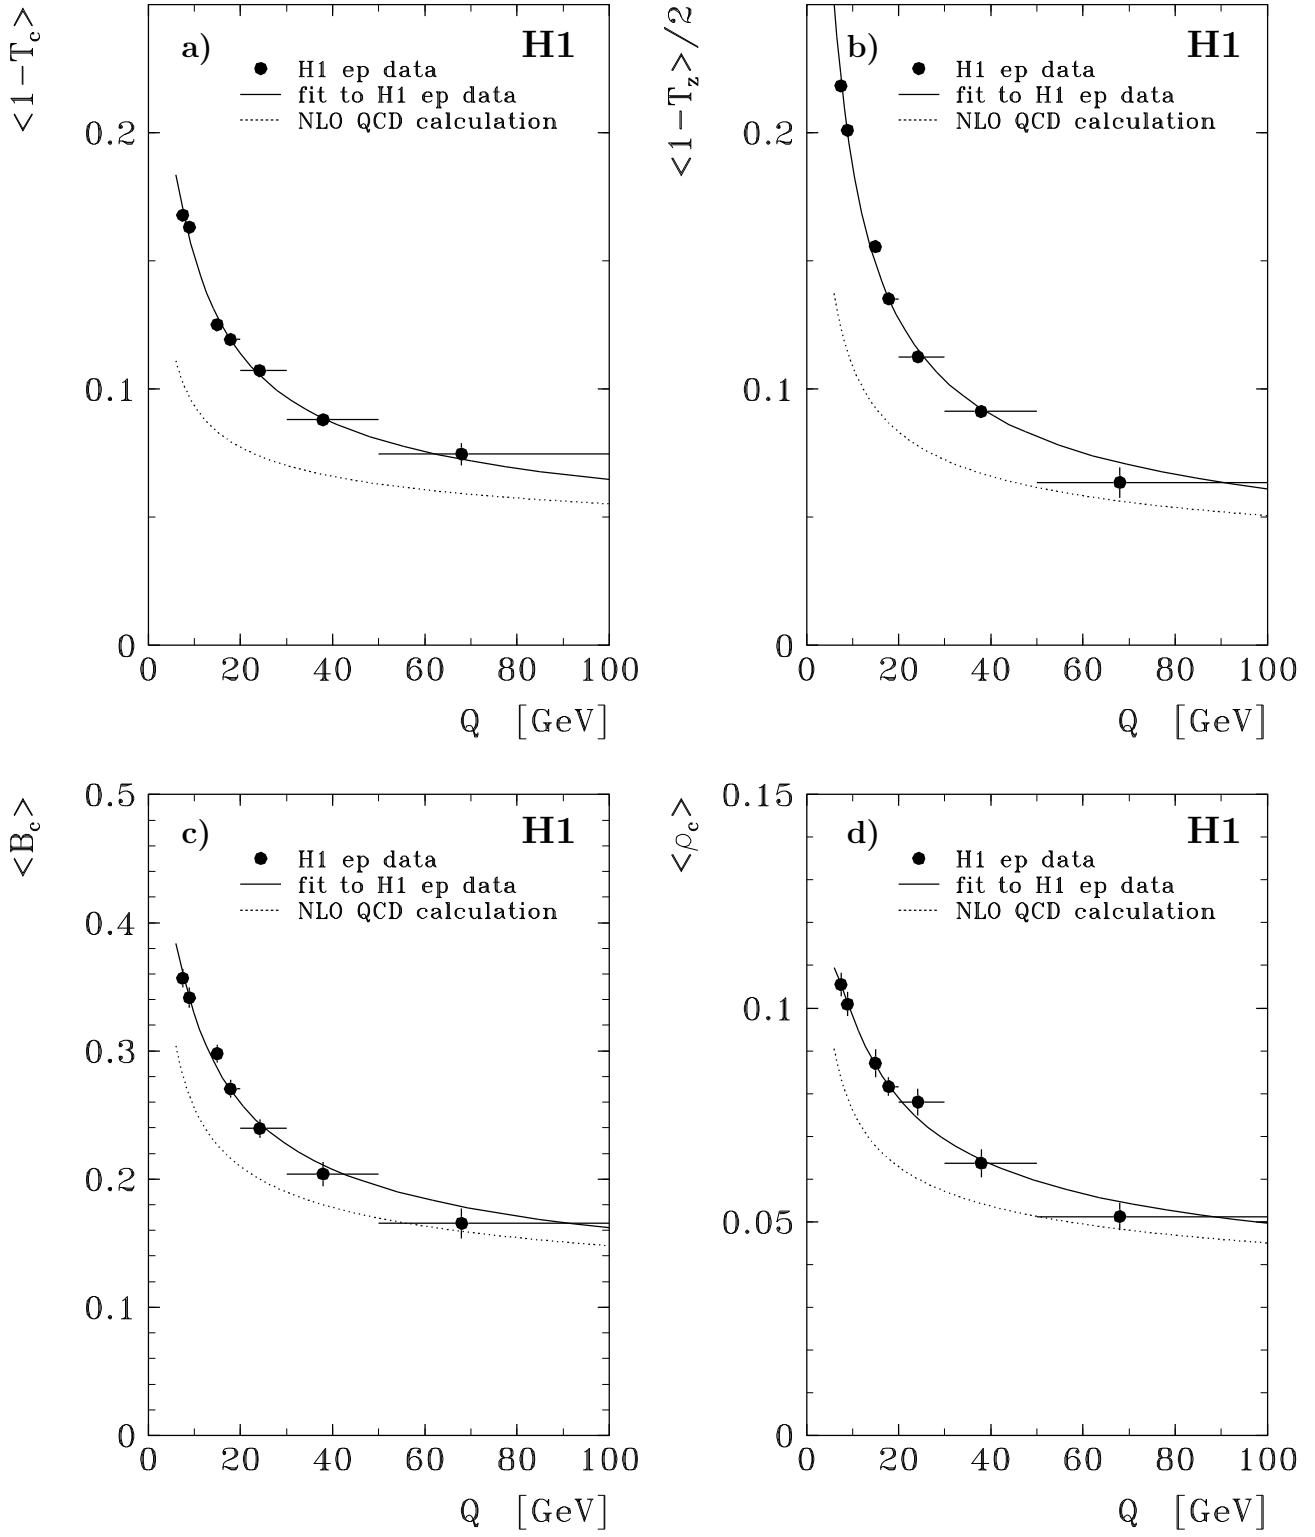 <1−T_c>
a) H1
H1 ep data
fit to H1 ep data
NLO QCD calculation
0.2
0.1
0
0 20 40 60 80 100
Q [GeV]
<1−T_z>/2
b) H1
H1 ep data
fit to H1 ep data
NLO QCD calculation
0.2
0.1
0
0 20 40 60 80 100
Q [GeV]
<B_c>
c) H1
H1 ep data
fit to H1 ep data
NLO QCD calculation
0.5
0.4
0.3
0.2
0.1
0
0 20 40 60 80 100
Q [GeV]
<ρ_c>
d) H1
H1 ep data
fit to H1 ep data
NLO QCD calculation
0.15
0.1
0.05
0
0 20 40 60 80 100
Q [GeV]